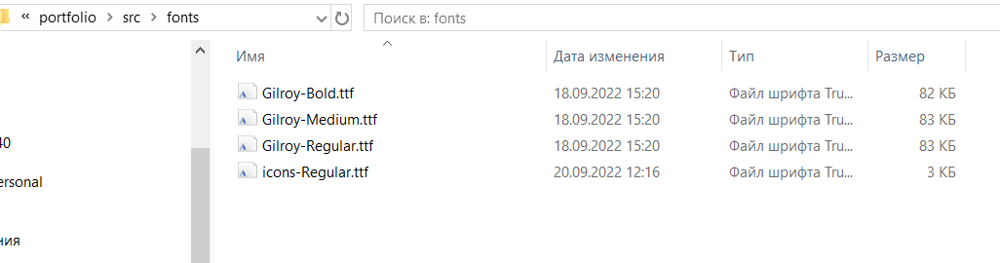 « portfolio > src > fonts
Поиск в: fonts
Имя Дата изменения Тип Размер
Gilroy-Bold.ttf 18.09.2022 15:20 Файл шрифта Tru... 82 КБ
Gilroy-Medium.ttf 18.09.2022 15:20 Файл шрифта Tru... 83 КБ
Gilroy-Regular.ttf 18.09.2022 15:20 Файл шрифта Tru... 83 КБ
icons-Regular.ttf 20.09.2022 12:16 Файл шрифта Tru... 3 КБ
40
ersonal
ния